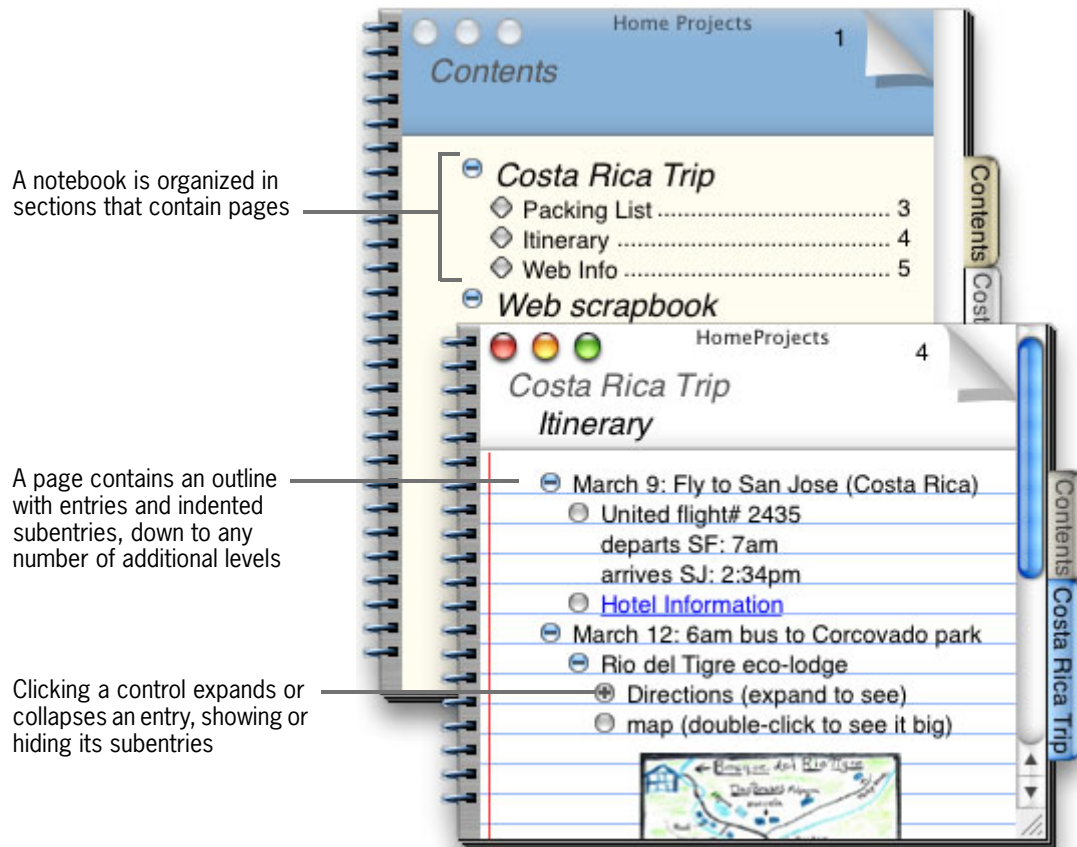 Home Projects
1
Contents
A notebook is organized in
sections that contain pages
Costa Rica Trip
Packing List ........................................ 3
Itinerary ............................................... 4
Web Info .............................................. 5
Web scrapbook
Contents
Cost
HomeProjects
4
Costa Rica Trip
Itinerary
A page contains an outline
with entries and indented
subentries, down to any
number of additional levels
March 9: Fly to San Jose (Costa Rica)
United flight# 2435
departs SF: 7am
arrives SJ: 2:34pm
Hotel Information
March 12: 6am bus to Corcovado park
Rio del Tigre eco-lodge
Clicking a control expands or
collapses an entry, showing or
hiding its subentries
Directions (expand to see)
map (double-click to see it big)
Contents
Costa Rica Trip
Bosque del Rio Tigre